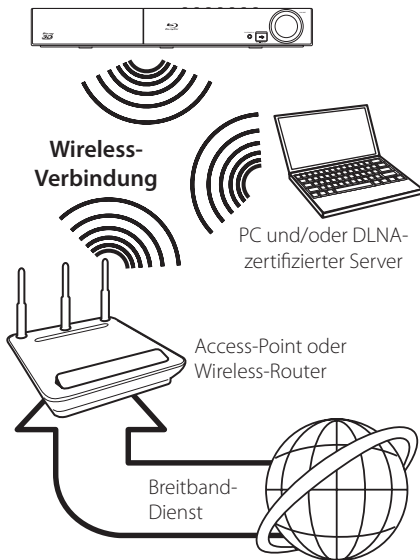 Wireless-
Verbindung
PC und/oder DLNA-
zertifizierter Server
Access-Point oder
Wireless-Router
Breitband-
Dienst